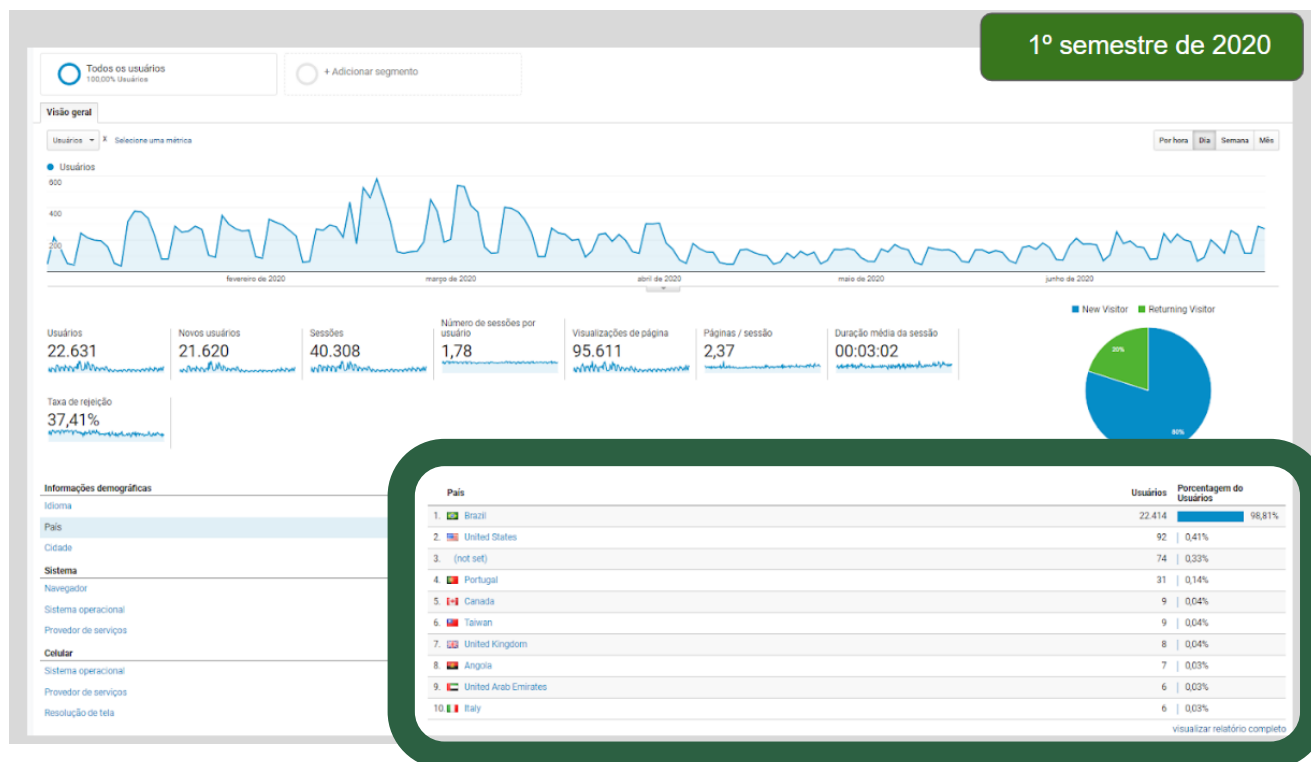 1º semestre de 2020
Todos os usuários
100,00% Usuários
+ Adicionar segmento
Visão geral
Usuários
X
Selecione uma métrica
Por hora
Dia
Semana
Mês
Usuários
600
400
200
fevereiro de 2020
março de 2020
abril de 2020
maio de 2020
junho de 2020
New Visitor
Returning Visitor
20%
80%
Usuários
22.631
Novos usuários
21.620
Sessões
40.308
Número de sessões por
usuário
1,78
Visualizações de página
95.611
Páginas / sessão
2,37
Duração média da sessão
00:03:02
Taxa de rejeição
37,41%
Informações demográficas
Idioma
País
Cidade
Sistema
Navegador
Sistema operacional
Provedor de serviços
Celular
Sistema operacional
Provedor de serviços
Resolução de tela
País Usuários Porcentagem do
Usuários
1. Brazil 22.414 98,81%
2. United States 92 0,41%
3. (not set) 74 0,33%
4. Portugal 31 0,14%
5. Canada 9 0,04%
6. Taiwan 9 0,04%
7. United Kingdom 8 0,04%
8. Angola 7 0,03%
9. United Arab Emirates 6 0,03%
10. Italy 6 0,03%
visualizar relatório completo